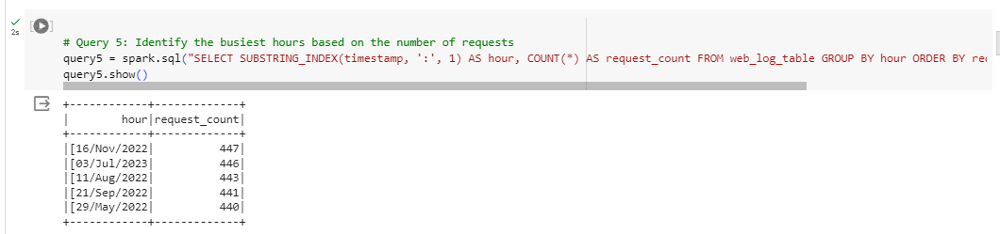 2s
# Query 5: Identify the busiest hours based on the number of requests
query5 = spark.sql("SELECT SUBSTRING_INDEX(timestamp, ':', 1) AS hour, COUNT(*) AS request_count FROM web_log_table GROUP BY hour ORDER BY
query5.show()
+------------+-------------+
|        hour|request_count|
+------------+-------------+
|[16/Nov/2022|          447|
|[03/Jul/2023|          446|
|[11/Aug/2022|          443|
|[21/Sep/2022|          441|
|[29/May/2022|          440|
+------------+-------------+